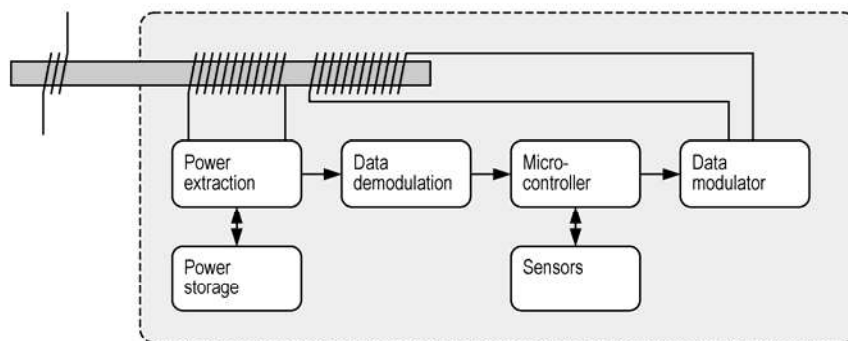 Power
extraction
Data
demodulation
Micro-
controller
Data
modulator
Power
storage
Sensors